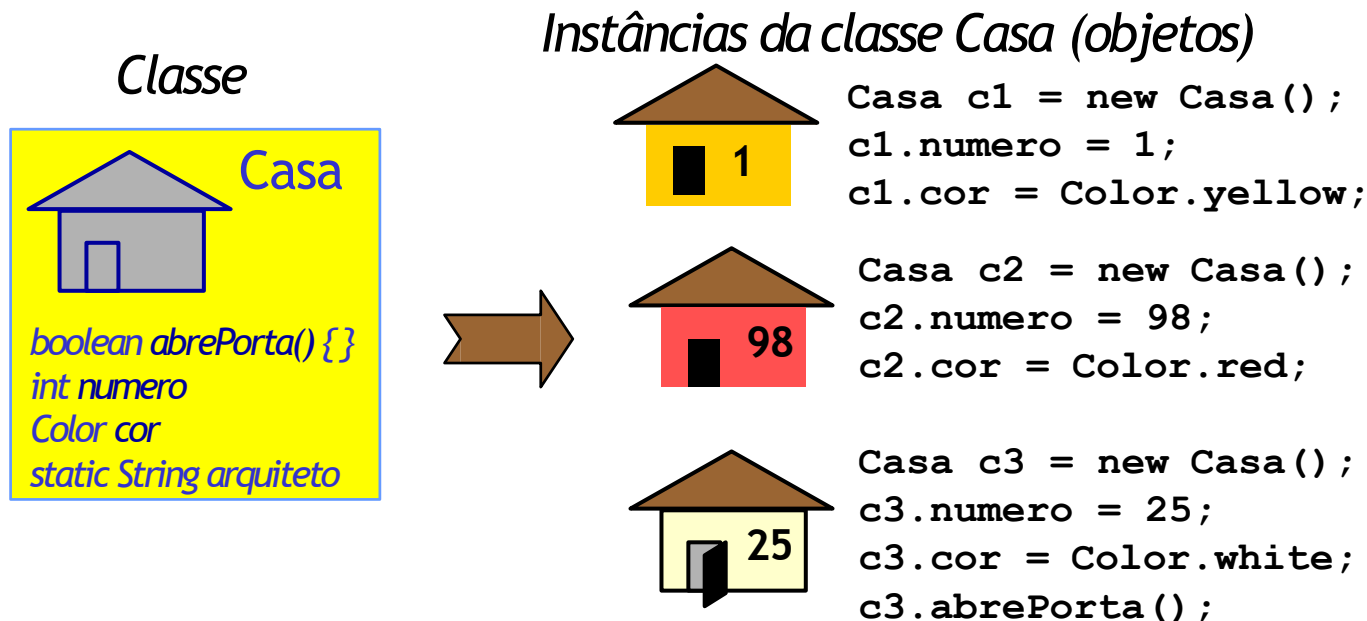 Classe
Casa
boolean abrePorta() { }
int numero
Color cor
static String arquiteto
Instâncias da classe Casa (objetos)
1
Casa c1 = new Casa();
c1.numero = 1;
c1.cor = Color.yellow;
98
Casa c2 = new Casa();
c2.numero = 98;
c2.cor = Color.red;
25
Casa c3 = new Casa();
c3.numero = 25;
c3.cor = Color.white;
c3.abrePorta();